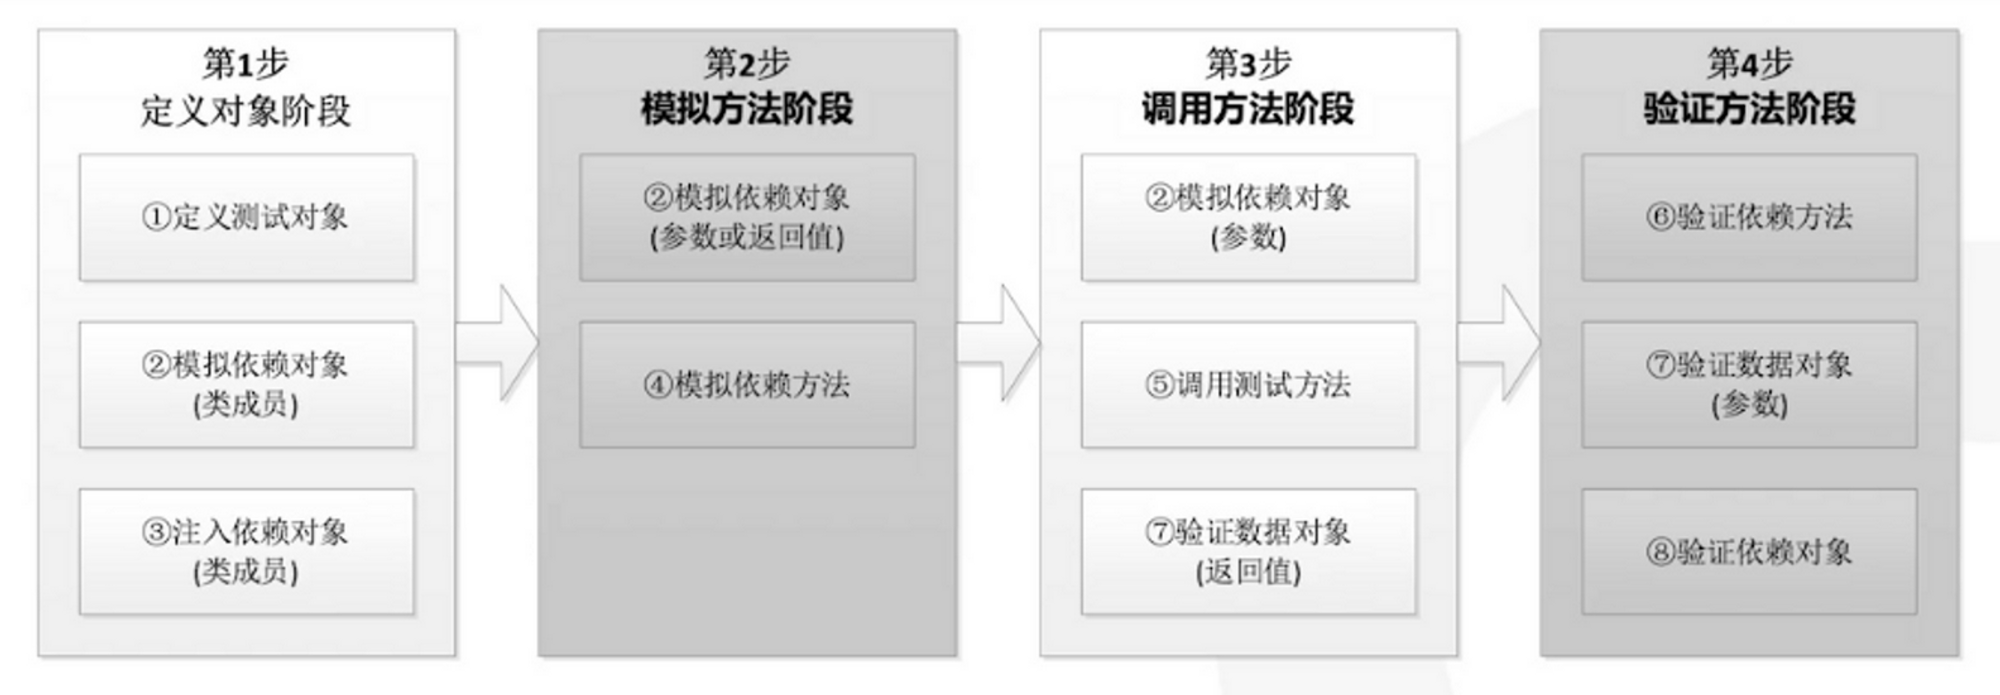 第1步
定义对象阶段
①定义测试对象
②模拟依赖对象
(类成员)
③注入依赖对象
(类成员)
第2步
模拟方法阶段
②模拟依赖对象
(参数或返回值)
④模拟依赖方法
第3步
调用方法阶段
②模拟依赖对象
(参数)
⑤调用测试方法
⑦验证数据对象
(返回值)
第4步
验证方法阶段
⑥验证依赖方法
⑦验证数据对象
(参数)
⑧验证依赖对象